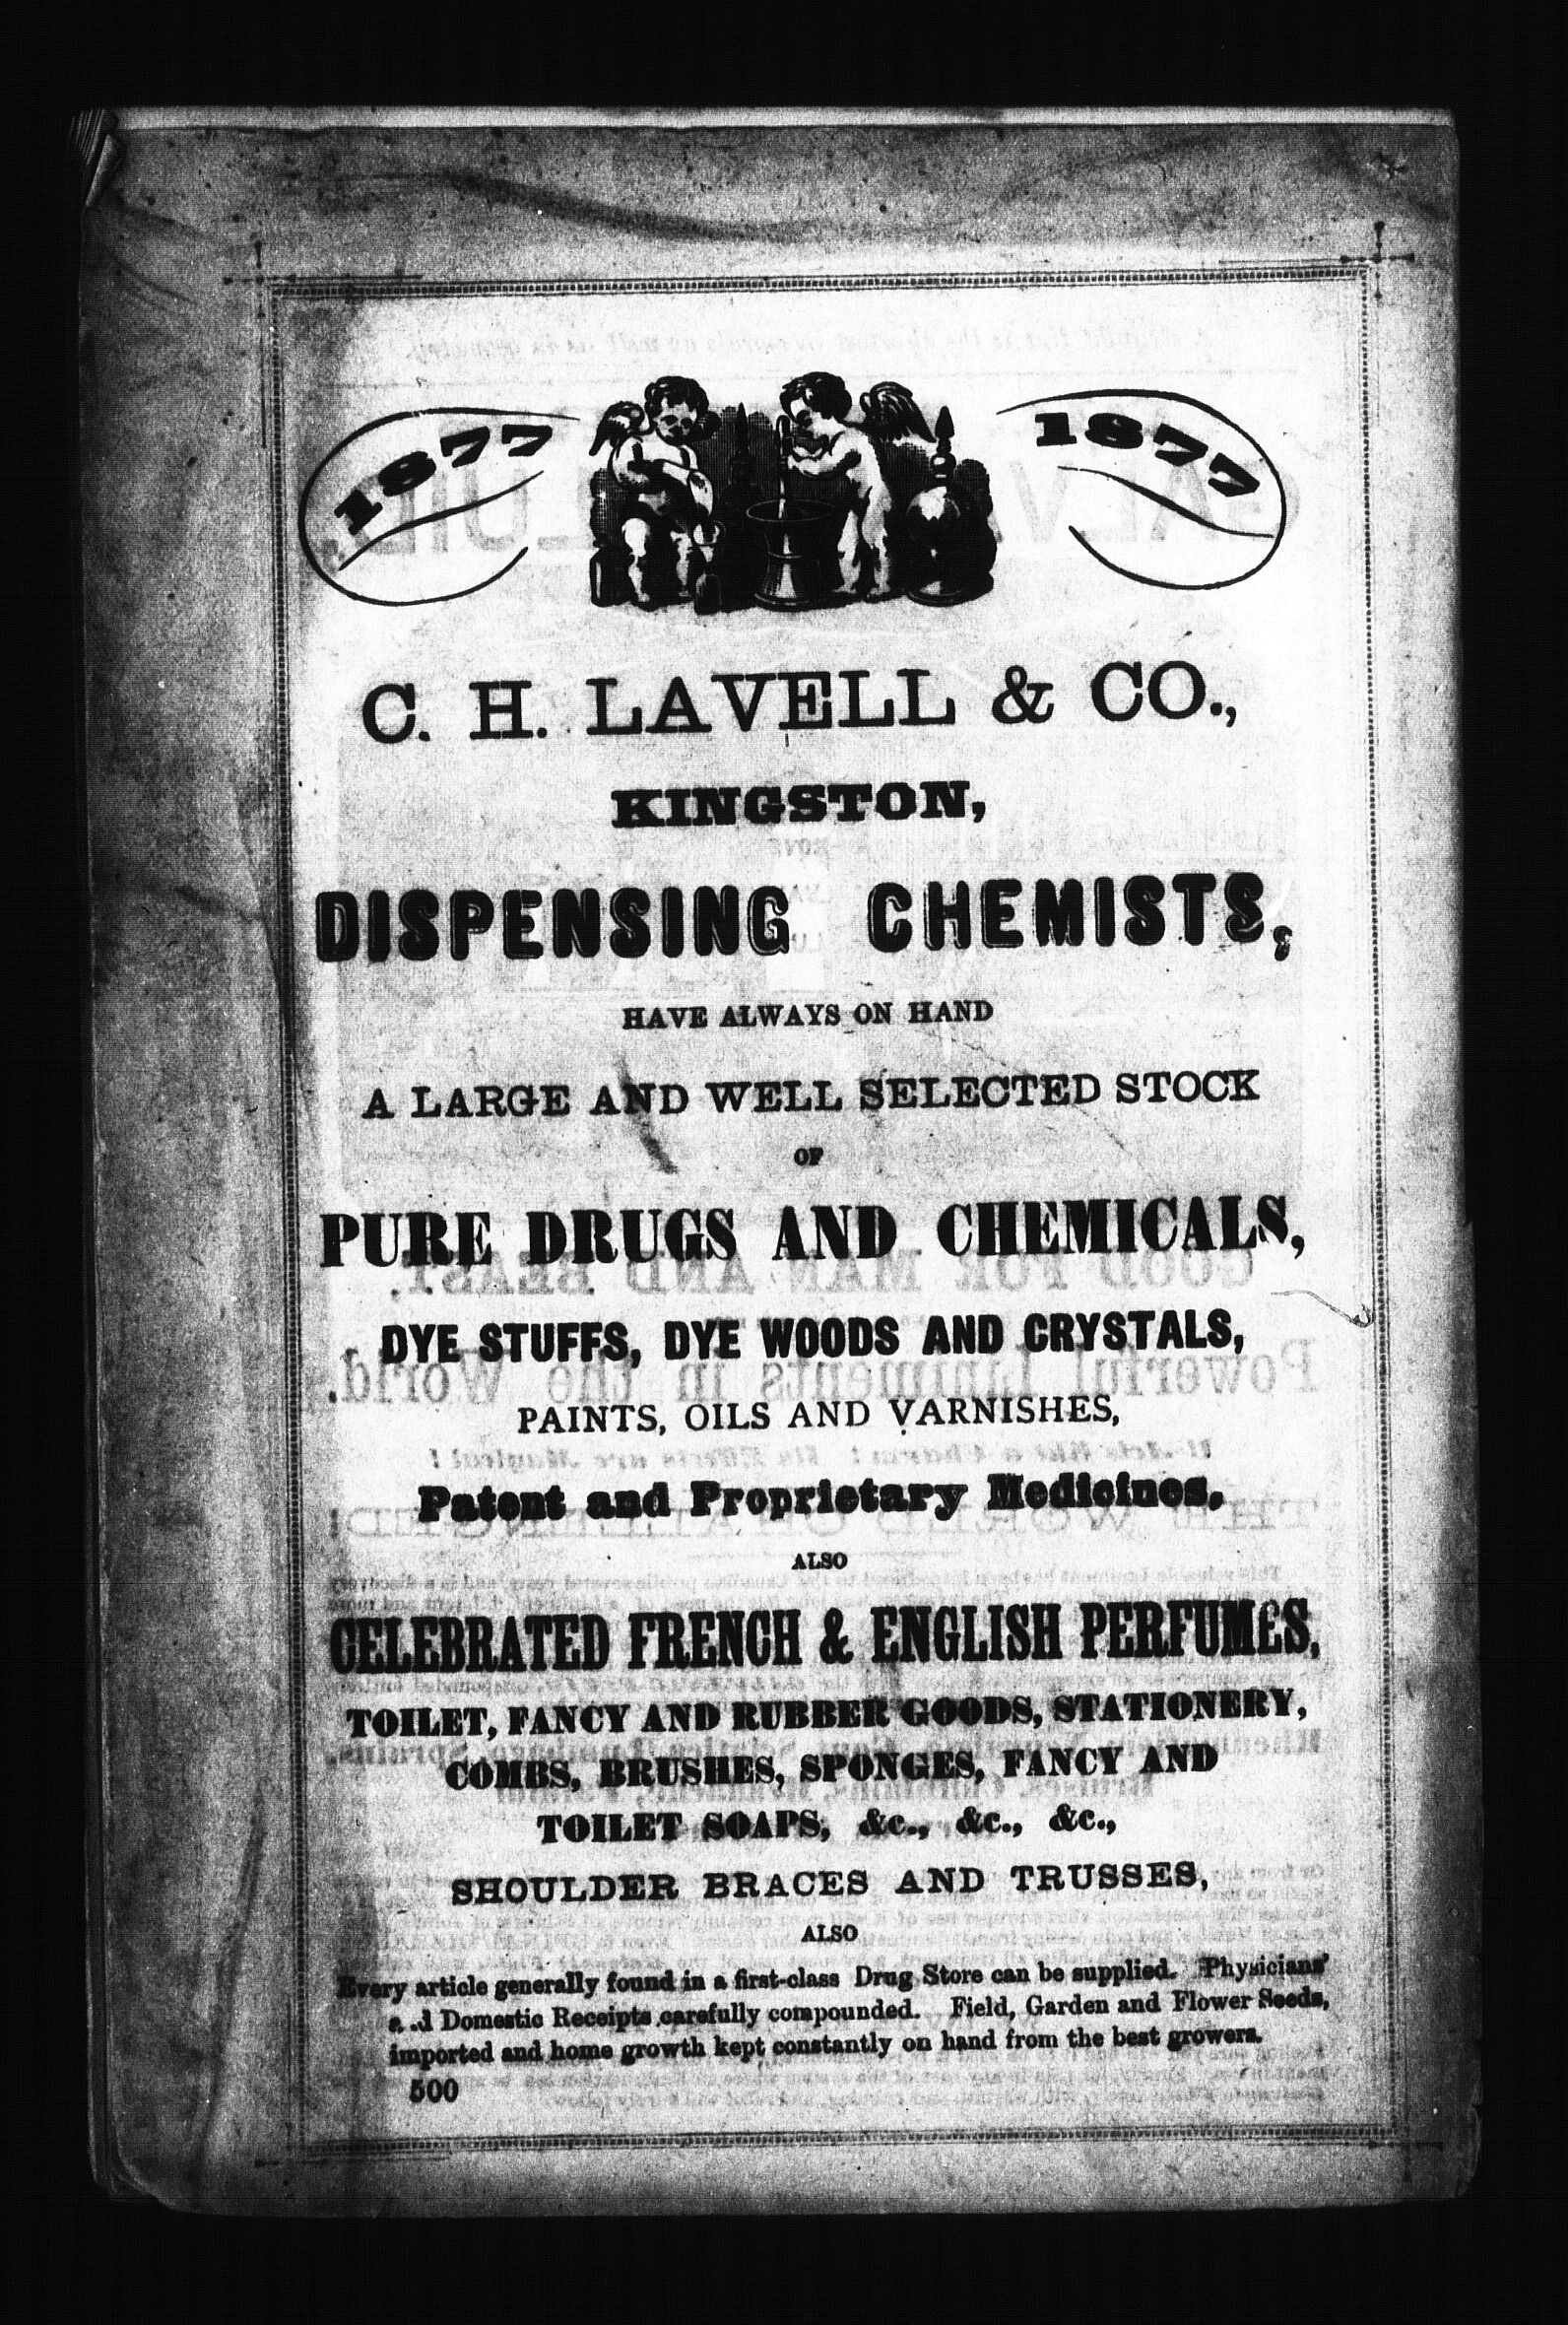 1877 1877
C. H. LAVELL & CO.,
KINGSTON,
DISPENSING CHEMISTS,
HAVE ALWAYS ON HAND
A LARGE AND WELL SELECTED STOCK
OF
PURE DRUGS AND CHEMICALS,
DYE STUFFS, DYE WOODS AND CRYSTALS,
PAINTS, OILS AND VARNISHES,
Patent and Proprietary Medicines,
ALSO
CELEBRATED FRENCH & ENGLISH PERFUMES,
TOILET, FANCY AND RUBBER GOODS, STATIONERY,
COMBS, BRUSHES, SPONGES, FANCY AND
TOILET SOAPS, &c., &c., &c.,
SHOULDER BRACES AND TRUSSES,
ALSO
Every article generally found in a first-class Drug Store can be supplied. Physicians'
and Domestic Receipts carefully compounded. Field, Garden and Flower Seeds,
imported and home growth kept constantly on hand from the best growers.
500